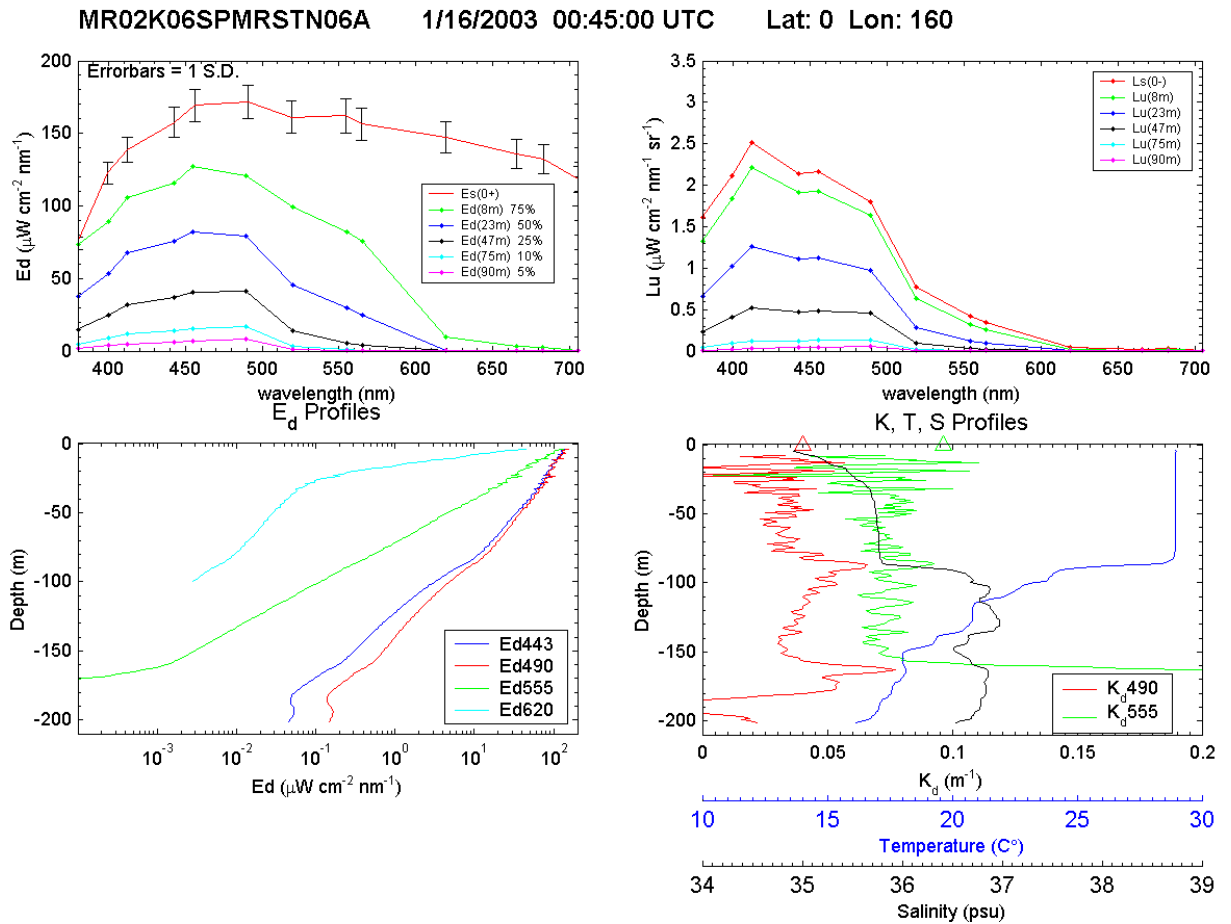 MR02K06SPMRSTN06A 1/16/2003 00:45:00 UTC Lat: 0 Lon: 160
Errorbars = 1 S.D.
200
150
100
50
0
Ed (μW cm-2 nm-1)
Es(0+)
Ed(8m) 75%
Ed(23m) 50%
Ed(47m) 25%
Ed(75m) 10%
Ed(90m) 5%
400 450 500 550 600 650 700
wavelength (nm)
3.5
3
2.5
2
1.5
1
0.5
0
Lu (μW cm-2 nm-1 sr-1)
Ls(0-)
Lu(8m)
Lu(23m)
Lu(47m)
Lu(75m)
Lu(90m)
400 450 500 550 600 650 700
wavelength (nm)
Ed Profiles
0
-50
-100
-150
-200
Depth (m)
Ed443
Ed490
Ed555
Ed620
10-3 10-2 10-1 100 101 102
Ed (μW cm-2 nm-1)
K, T, S Profiles
0
-50
-100
-150
-200
Depth (m)
Kd490
Kd555
0 0.05 0.1 0.15 0.2
Kd (m-1)
10 15 20 25 30
Temperature (C°)
34 35 36 37 38 39
Salinity (psu)